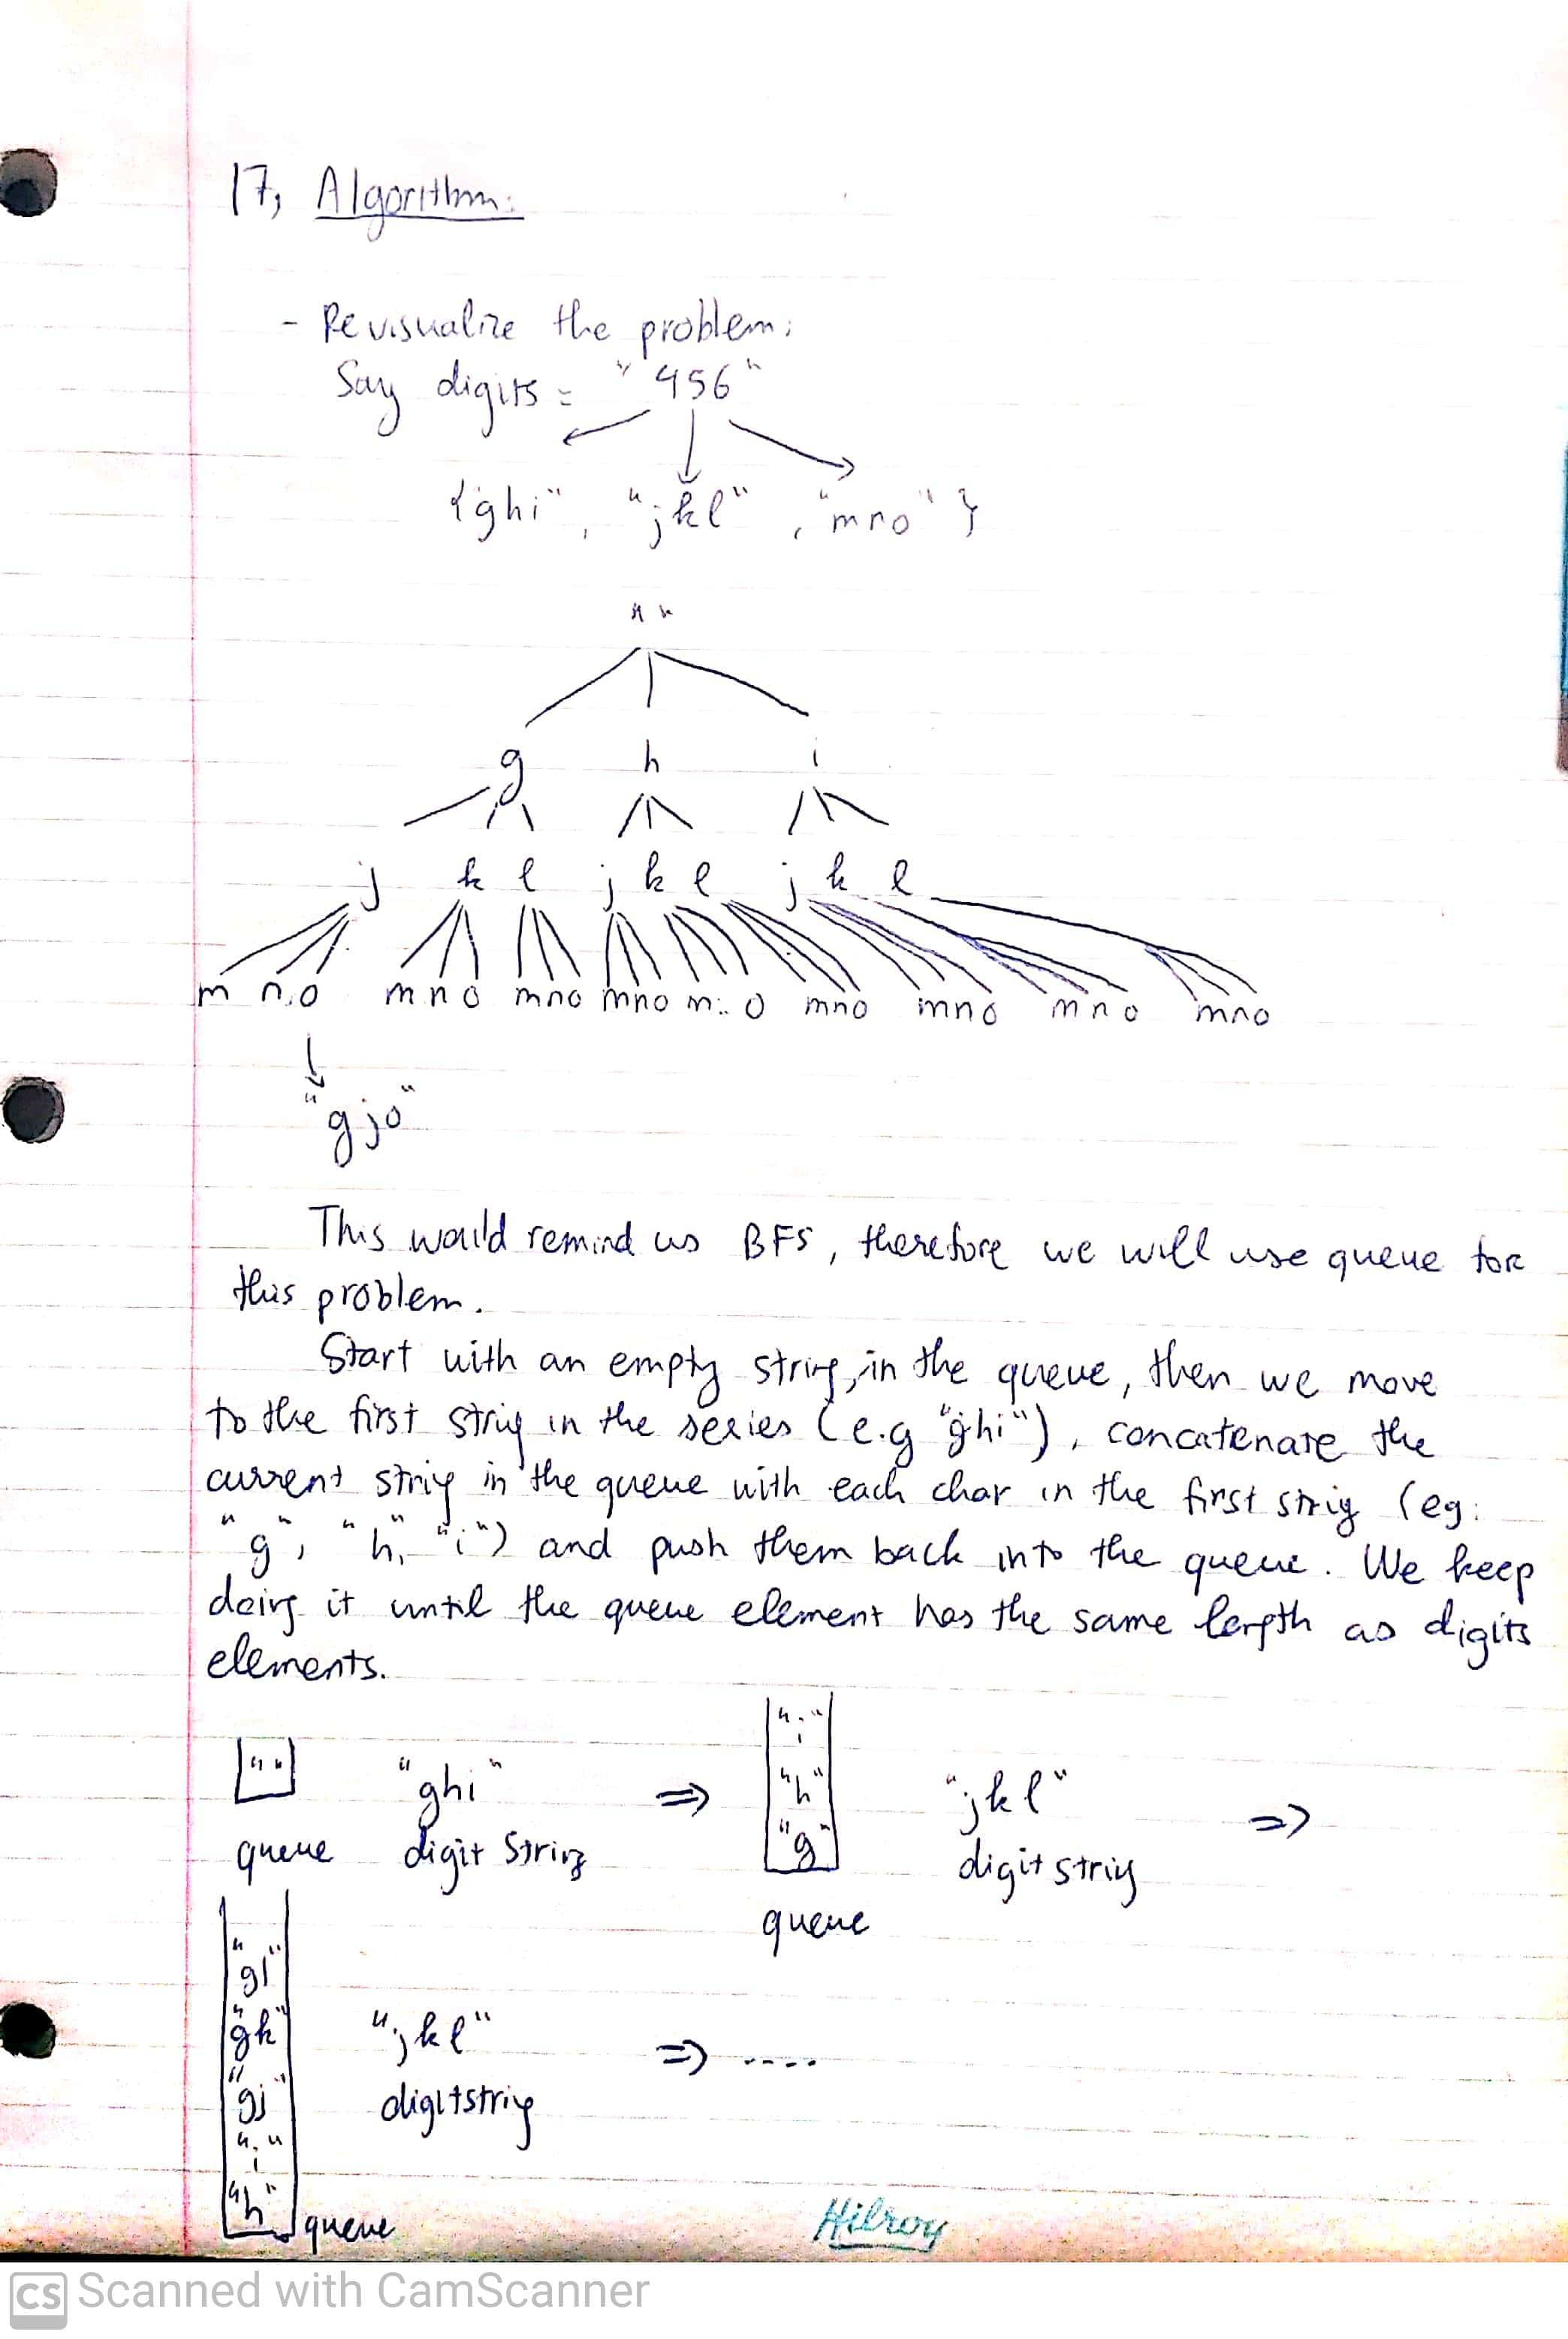 17, Algorithm:
- Revisualize the problem:
Say digits = "456"
{"ghi", "jkl", "mno"}
""
g h i
j k l j k l j k l
m n o m n o m n o m n o m n o m n o m n o m n o m n o
"gjo"
This would remind us BFS, therefore we will use queue for
this problem.
Start with an empty string, in the queue, then we move
to the first string in the series (e.g "ghi"), concatenate the
current string in the queue with each char in the first string (eg:
"g", "h", "i") and push them back into the queue. We keep
doing it until the queue element has the same length as digits
elements.
"" "ghi" => "i" "h" "g" "jkl" =>
queue digit string digit string
queue
"gl"
"gk" "jkl" => .....
"gj" digit string
"i"
"h" queue
Hilroy
CS Scanned with CamScanner